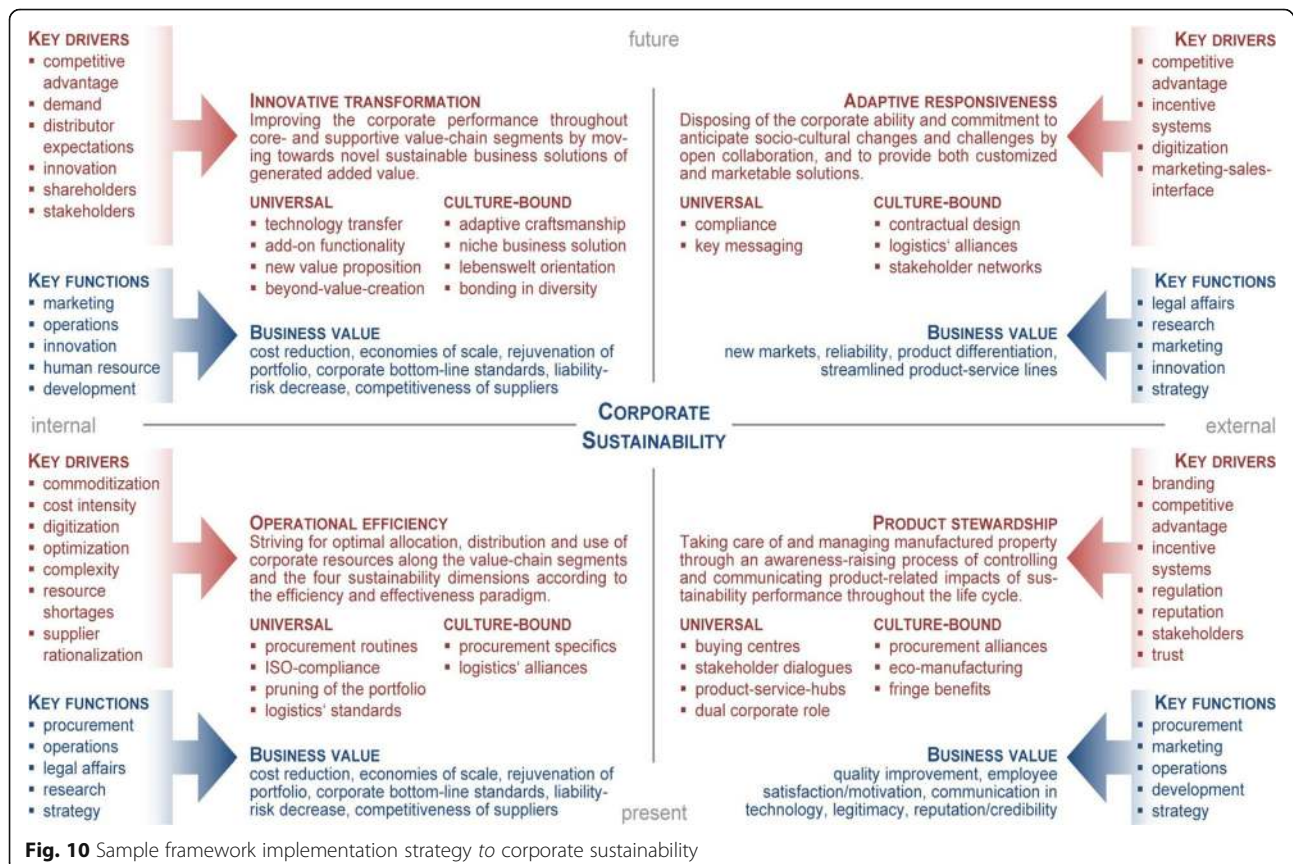 future
KEY DRIVERS
▪ competitive
advantage
▪ demand
▪ distributor
expectations
▪ innovation
▪ shareholders
▪ stakeholders
INNOVATIVE TRANSFORMATION
Improving the corporate performance throughout
core- and supportive value-chain segments by mov-
ing towards novel sustainable business solutions of
generated added value.
UNIVERSAL
▪ technology transfer
▪ add-on functionality
▪ new value proposition
▪ beyond-value-creation
CULTURE-BOUND
▪ adaptive craftsmanship
▪ niche business solution
▪ lebenswelt orientation
▪ bonding in diversity
KEY FUNCTIONS
▪ marketing
▪ operations
▪ innovation
▪ human resource
▪ development
BUSINESS VALUE
cost reduction, economies of scale, rejuvenation of
portfolio, corporate bottom-line standards, liability-
risk decrease, competitiveness of suppliers
ADAPTIVE RESPONSIVENESS
Disposing of the corporate ability and commitment to
anticipate socio-cultural changes and challenges by
open collaboration, and to provide both customized
and marketable solutions.
UNIVERSAL
▪ compliance
▪ key messaging
CULTURE-BOUND
▪ contractual design
▪ logistics‘ alliances
▪ stakeholder networks
KEY DRIVERS
▪ competitive
advantage
▪ incentive
systems
▪ digitization
▪ marketing-sales-
interface
BUSINESS VALUE
new markets, reliability, product differentiation,
streamlined product-service lines
KEY FUNCTIONS
▪ legal affairs
▪ research
▪ marketing
▪ innovation
▪ strategy
internal
CORPORATE
SUSTAINABILITY
external
KEY DRIVERS
▪ commoditization
▪ cost intensity
▪ digitization
▪ optimization
▪ complexity
▪ resource
shortages
▪ supplier
rationalization
OPERATIONAL EFFICIENCY
Striving for optimal allocation, distribution and use of
corporate resources along the value-chain segments
and the four sustainability dimensions according to
the efficiency and effectiveness paradigm.
UNIVERSAL
▪ procurement routines
▪ ISO-compliance
▪ pruning of the portfolio
▪ logistics‘ standards
CULTURE-BOUND
▪ procurement specifics
▪ logistics‘ alliances
KEY FUNCTIONS
▪ procurement
▪ operations
▪ legal affairs
▪ research
▪ strategy
BUSINESS VALUE
cost reduction, economies of scale, rejuvenation of
portfolio, corporate bottom-line standards, liability-
risk decrease, competitiveness of suppliers
PRODUCT STEWARDSHIP
Taking care of and managing manufactured property
through an awareness-raising process of controlling
and communicating product-related impacts of sus-
tainability performance throughout the life cycle.
UNIVERSAL
▪ buying centres
▪ stakeholder dialogues
▪ product-service-hubs
▪ dual corporate role
CULTURE-BOUND
▪ procurement alliances
▪ eco-manufacturing
▪ fringe benefits
KEY DRIVERS
▪ branding
▪ competitive
advantage
▪ incentive
systems
▪ regulation
▪ reputation
▪ stakeholders
▪ trust
BUSINESS VALUE
quality improvement, employee
satisfaction/motivation, communication in
technology, legitimacy, reputation/credibility
KEY FUNCTIONS
▪ procurement
▪ marketing
▪ operations
▪ development
▪ strategy
present
Fig. 10 Sample framework implementation strategy to corporate sustainability